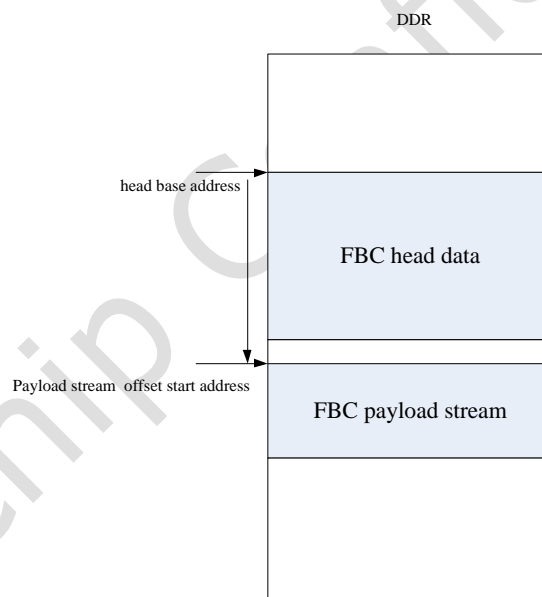 DDR
head base address
FBC head data
Payload stream offset start address
FBC payload stream